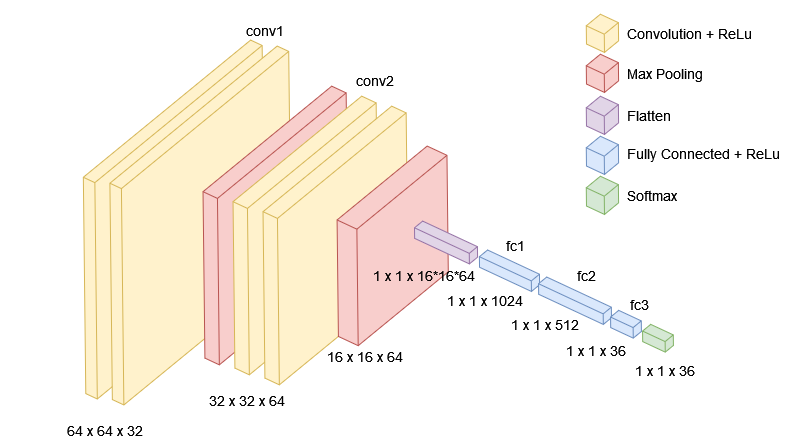 conv1
conv2
Convolution + ReLu
Max Pooling
Flatten
Fully Connected + ReLu
Softmax
fc1
fc2
fc3
1 x 1 x 16*16*64
1 x 1 x 1024
1 x 1 x 512
1 x 1 x 36
1 x 1 x 36
16 x 16 x 64
32 x 32 x 64
64 x 64 x 32